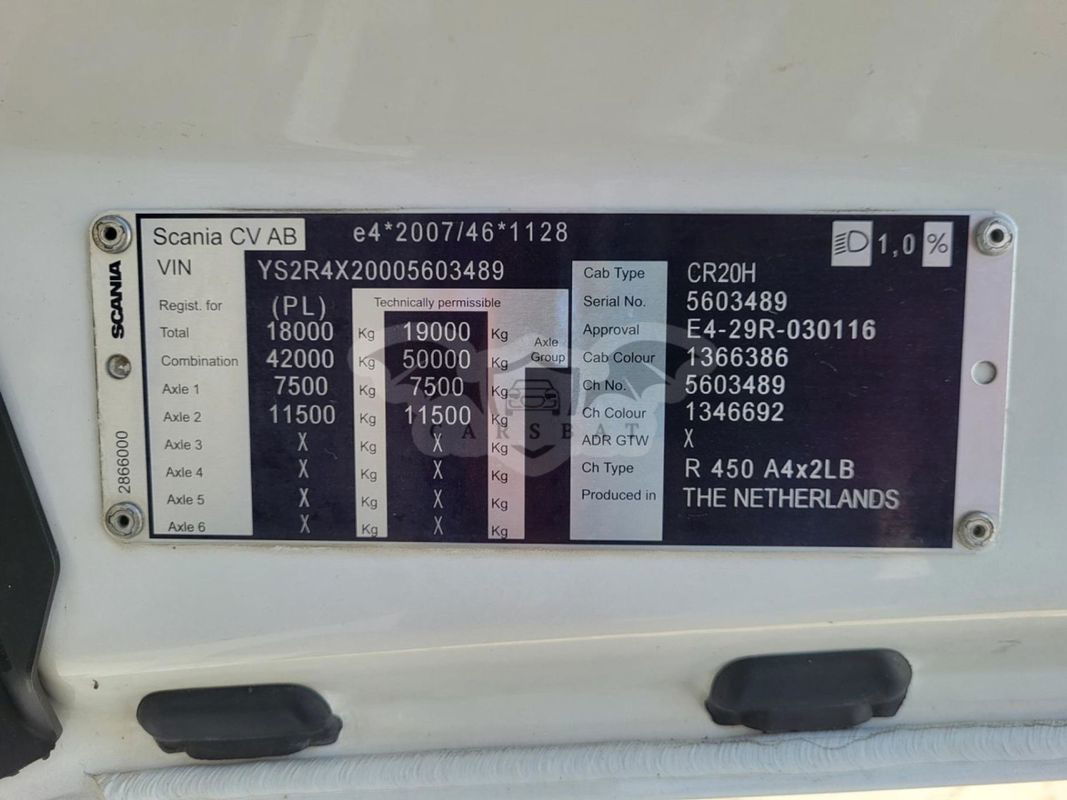 Scania CV AB e4*2007/46*1128 1,0 %
VIN YS2R4X20005603489
Regist. for (PL) Technically permissible
Total 18000 Kg 19000 Kg
Combination 42000 Kg 50000 Kg
Axle Group
Axle 1 7500 Kg 7500 Kg
Axle 2 11500 Kg 11500 Kg
Axle 3 X Kg X Kg
Axle 4 X Kg X Kg
Axle 5 X Kg X Kg
Axle 6 X Kg X Kg
Cab Type CR20H
Serial No. 5603489
Approval E4-29R-030116
Cab Colour 1366386
Ch No. 5603489
Ch Colour 1346692
ADR GTW X
Ch Type R 450 A4x2LB
Produced in THE NETHERLANDS
SCANIA
2866000
CARSBAT